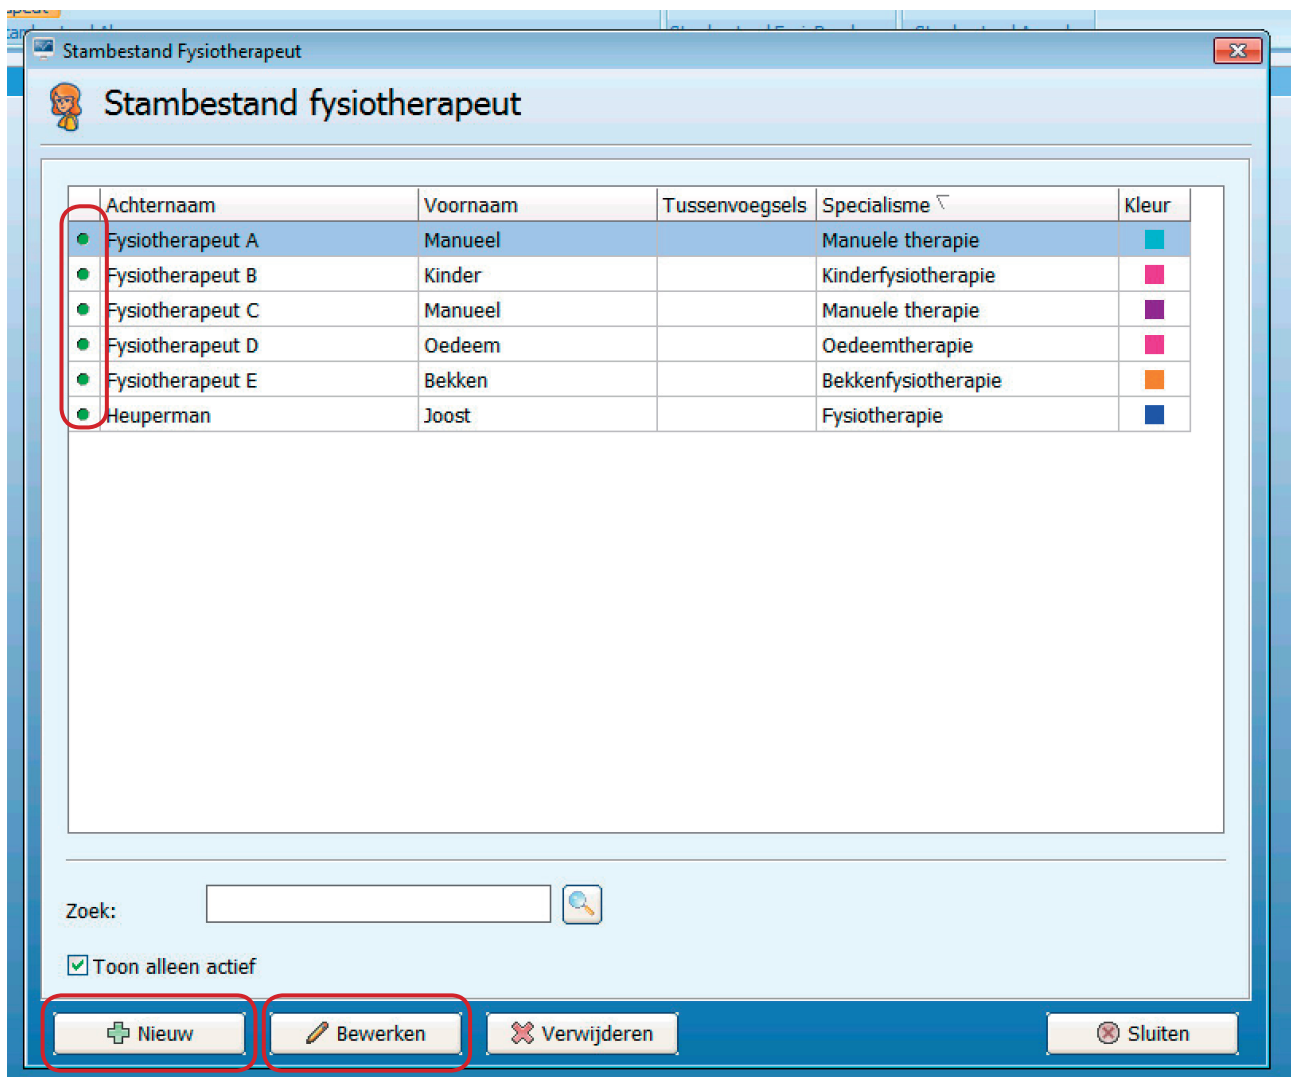 Stambestand Fysiotherapeut
Stambestand fysiotherapeut
Achternaam Voornaam Tussenvoegsels Specialisme Kleur
Fysiotherapeut A Manueel Manuele therapie
Fysiotherapeut B Kinder Kinderfysiotherapie
Fysiotherapeut C Manueel Manuele therapie
Fysiotherapeut D Oedeem Oedeemtherapie
Fysiotherapeut E Bekken Bekkenfysiotherapie
Heuperman Joost Fysiotherapie
Zoek:
Toon alleen actief
Nieuw Bewerken Verwijderen Sluiten